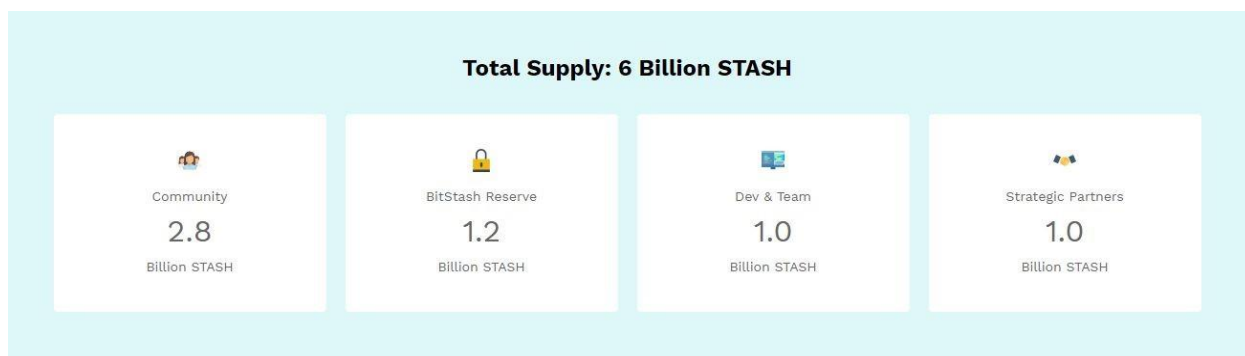 Total Supply: 6 Billion STASH
Community
2.8
Billion STASH
BitStash Reserve
1.2
Billion STASH
Dev & Team
1.0
Billion STASH
Strategic Partners
1.0
Billion STASH